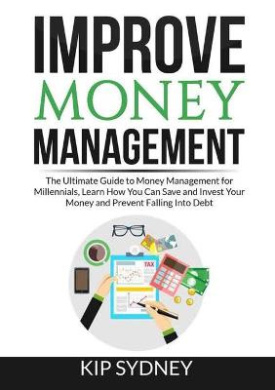 IMPROVE
MONEY
MANAGEMENT
The Ultimate Guide to Money Management for
Millennials, Learn How You Can Save and Invest Your
Money and Prevent Falling Into Debt
TAX
KIP SYDNEY